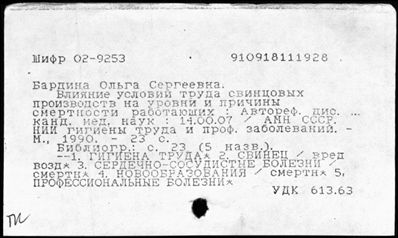 Шифр 02-9253 910918111928
Бардина Ольга Сергеевна.
Влияние условий труда свинцовых
производств на уровни и причины
смертности работающих : Автореф. дис. ...
канд. мед. наук : 14.00.07 / АМН СССР.
НИИ гигиены труда и проф. заболеваний. -
М., 1990. - 23 с.
Библиогр.: с. 23 (5 назв.).
--1. ГИГИЕНА ТРУДА* 2. СВИНЕЦ / вред
возд* 3. СЕРДЕЧНО-СОСУДИСТЫЕ БОЛЕЗНИ /
смертн* 4. НОВООБРАЗОВАНИЯ / смертн* 5,
ПРОФЕССИОНАЛЬНЫЕ БОЛЕЗНИ*
УДК 613.63